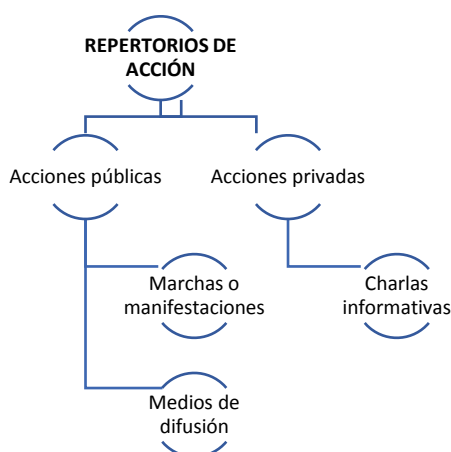 REPERTORIOS DE
ACCIÓN
Acciones públicas
Acciones privadas
Marchas o
manifestaciones
Charlas
informativas
Medios de
difusión